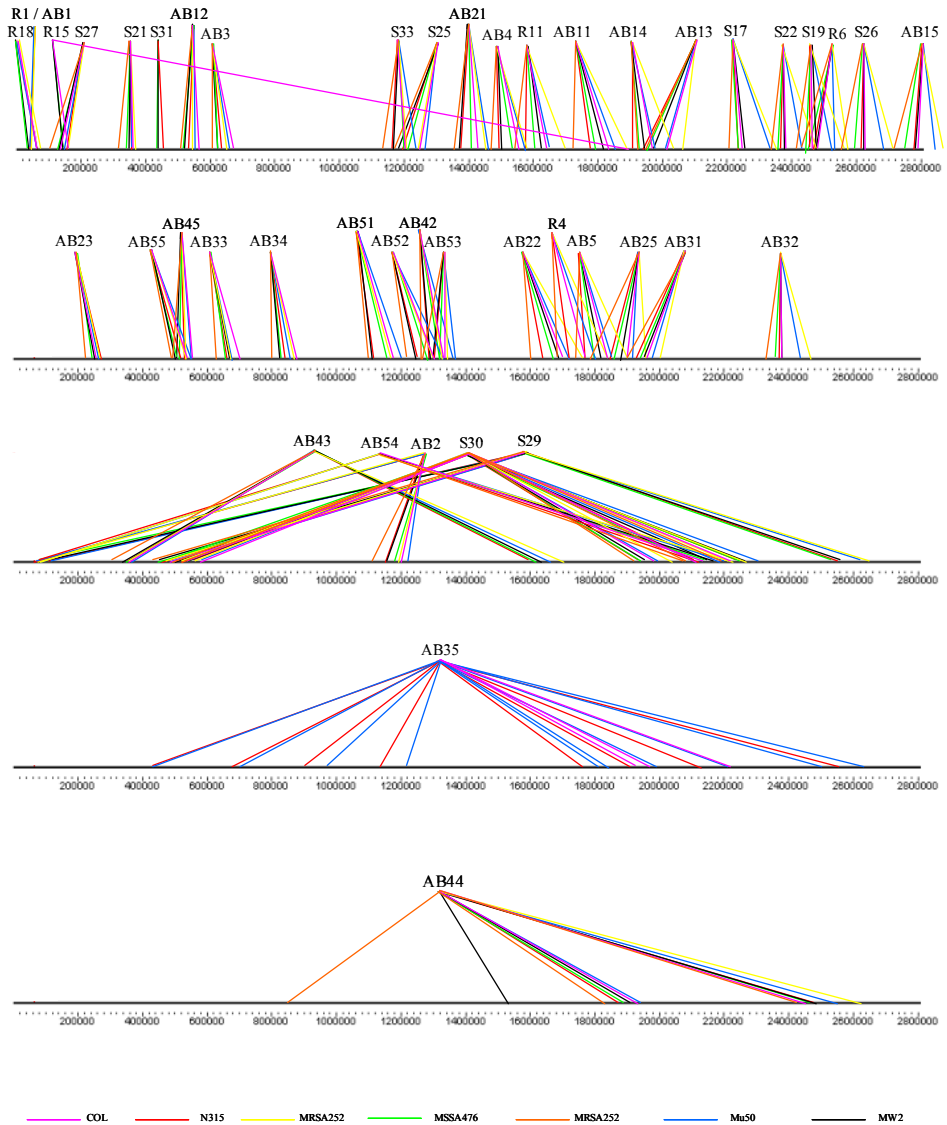 R1 / AB1 AB12 AB21
R18 R15 S27 S21 S31 AB3 S33 S25 AB4 R11 AB11 AB14 AB13 S17 S22 S19 R6 S26 AB15
200000 400000 600000 800000 1000000 1200000 1400000 1600000 1800000 2000000 2200000 2400000 2600000 2800000
AB45 AB51 AB42 R4
AB23 AB55 AB33 AB34 AB52 AB53 AB22 AB5 AB25 AB31 AB32
200000 400000 600000 800000 1000000 1200000 1400000 1600000 1800000 2000000 2200000 2400000 2600000 2800000
AB43 AB54 AB2 S30 S29
200000 400000 600000 800000 1000000 1200000 1400000 1600000 1800000 2000000 2200000 2400000 2600000 2800000
AB35
200000 400000 600000 800000 1000000 1200000 1400000 1600000 1800000 2000000 2200000 2400000 2600000 2800000
AB44
200000 400000 600000 800000 1000000 1200000 1400000 1600000 1800000 2000000 2200000 2400000 2600000 2800000
COL N315 MRSA252 MSSA476 MRSA252 Mu50 MW2